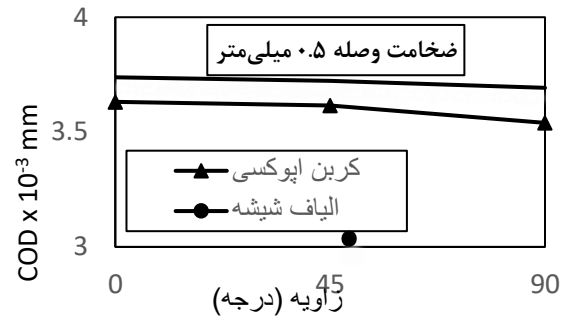 4
ضخامت وصله ۰.۵ میلی‌متر
3.5
کربن اپوکسی
الیاف شیشه
3
0
45
90
زاویه (درجه)
COD x 10⁻³ mm